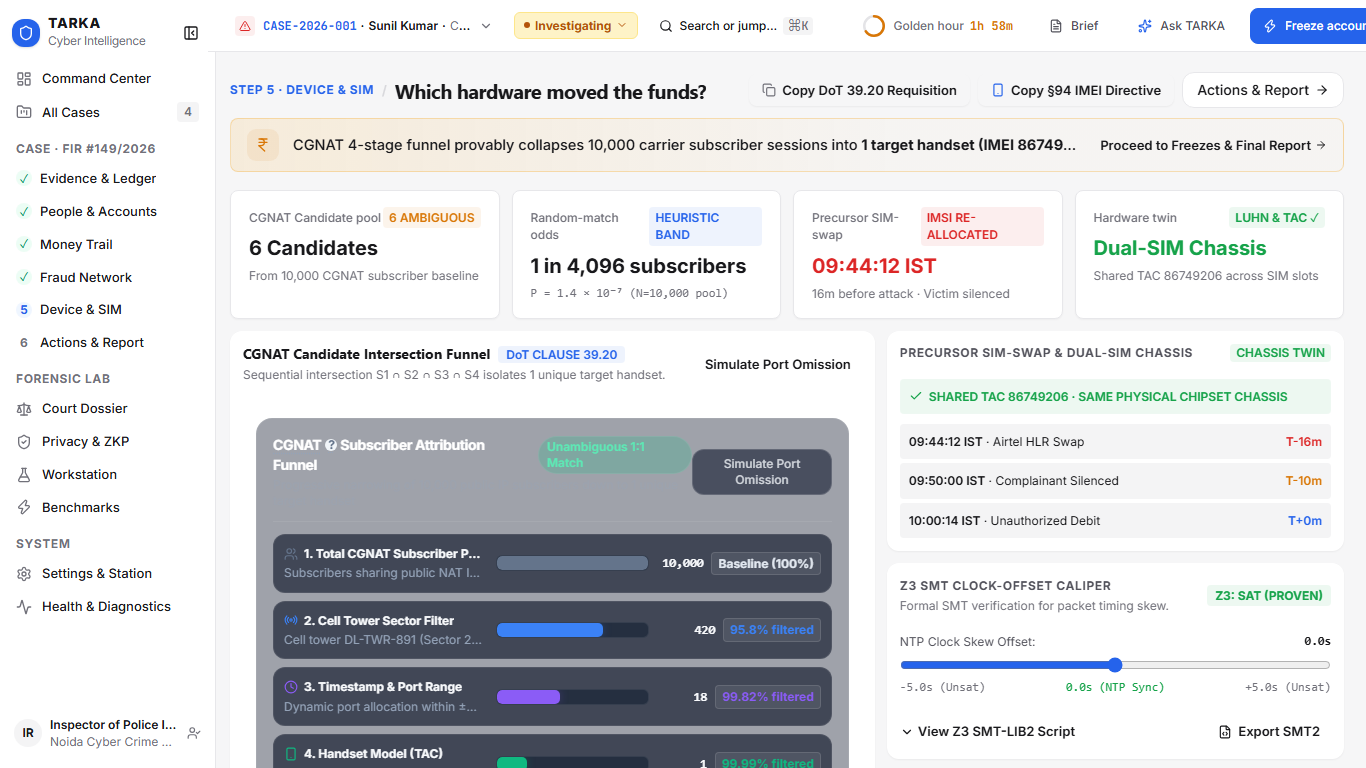 TARKA
Cyber Intelligence
CASE-2026-001 · Sunil Kumar · C...
Investigating
Search or jump... ⌘K
Golden hour 1h 58m
Brief
Ask TARKA
Freeze accour
Command Center
All Cases 4
CASE · FIR #149/2026
✓ Evidence & Ledger
✓ People & Accounts
✓ Money Trail
✓ Fraud Network
5 Device & SIM
6 Actions & Report
FORENSIC LAB
Court Dossier
Privacy & ZKP
Workstation
Benchmarks
SYSTEM
Settings & Station
Health & Diagnostics
IR
Inspector of Police I...
Noida Cyber Crime ...
STEP 5 · DEVICE & SIM / Which hardware moved the funds?
Copy DoT 39.20 Requisition
Copy §94 IMEI Directive
Actions & Report →
₹ CGNAT 4-stage funnel provably collapses 10,000 carrier subscriber sessions into 1 target handset (IMEI 86749...
Proceed to Freezes & Final Report →
CGNAT Candidate pool 6 AMBIGUOUS
6 Candidates
From 10,000 CGNAT subscriber baseline
Random-match
odds
HEURISTIC
BAND
1 in 4,096 subscribers
P = 1.4 × 10⁻⁷ (N=10,000 pool)
Precursor SIM-
swap
IMSI RE-
ALLOCATED
09:44:12 IST
16m before attack · Victim silenced
Hardware twin LUHN & TAC ✓
Dual-SIM Chassis
Shared TAC 86749206 across SIM slots
CGNAT Candidate Intersection Funnel DoT CLAUSE 39.20
Sequential intersection S1 ∩ S2 ∩ S3 ∩ S4 isolates 1 unique target handset.
Simulate Port Omission
CGNAT ? Subscriber Attribution
Funnel
Unambiguous 1:1
Match
Simulate Port
Omission
1. Total CGNAT Subscriber P...
Subscribers sharing public NAT I...
10,000 Baseline (100%)
2. Cell Tower Sector Filter
Cell tower DL-TWR-891 (Sector 2...
420 95.8% filtered
3. Timestamp & Port Range
Dynamic port allocation within ±...
18 99.82% filtered
4. Handset Model (TAC)
1 99.99% filtered
PRECURSOR SIM-SWAP & DUAL-SIM CHASSIS CHASSIS TWIN
✓ SHARED TAC 86749206 · SAME PHYSICAL CHIPSET CHASSIS
09:44:12 IST · Airtel HLR Swap T-16m
09:50:00 IST · Complainant Silenced T-10m
10:00:14 IST · Unauthorized Debit T+0m
Z3 SMT CLOCK-OFFSET CALIPER
Formal SMT verification for packet timing skew.
Z3: SAT (PROVEN)
NTP Clock Skew Offset: 0.0s
-5.0s (Unsat) 0.0s (NTP Sync) +5.0s (Unsat)
View Z3 SMT-LIB2 Script
Export SMT2